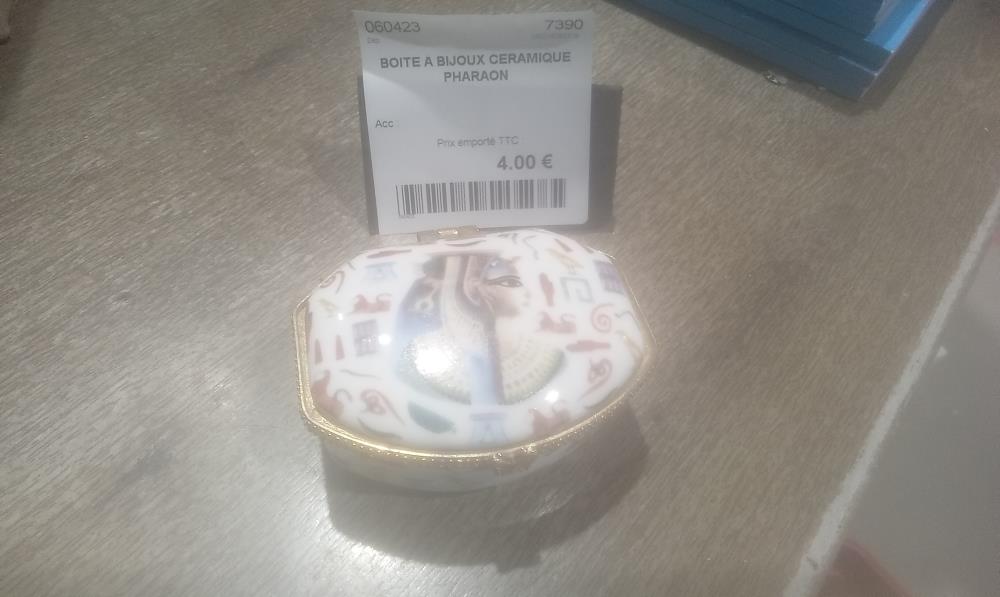 060423 7390
BOITE A BIJOUX CERAMIQUE
PHARAON
Acc :
Prix emporté TTC
4.00 €